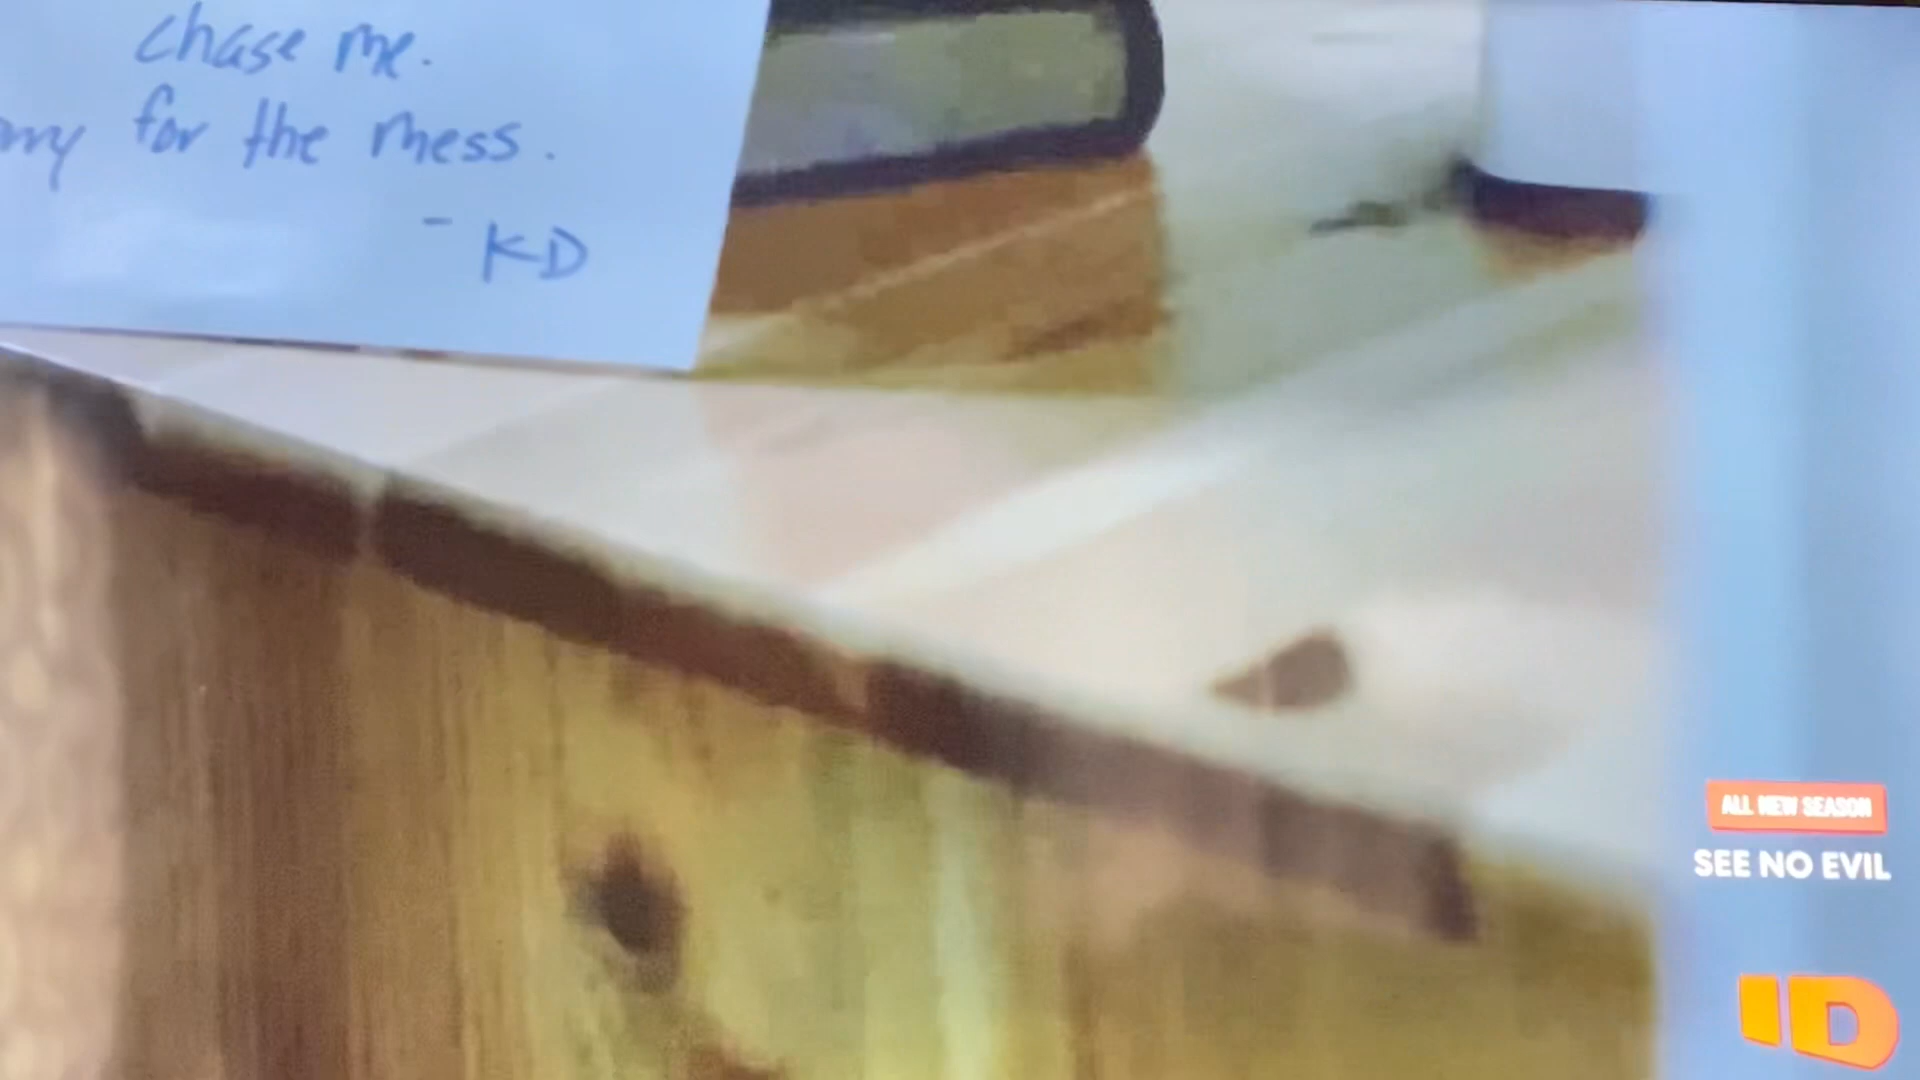 chase me.
for the mess.
- KD
ALL NEW SEASON
SEE NO EVIL
ID